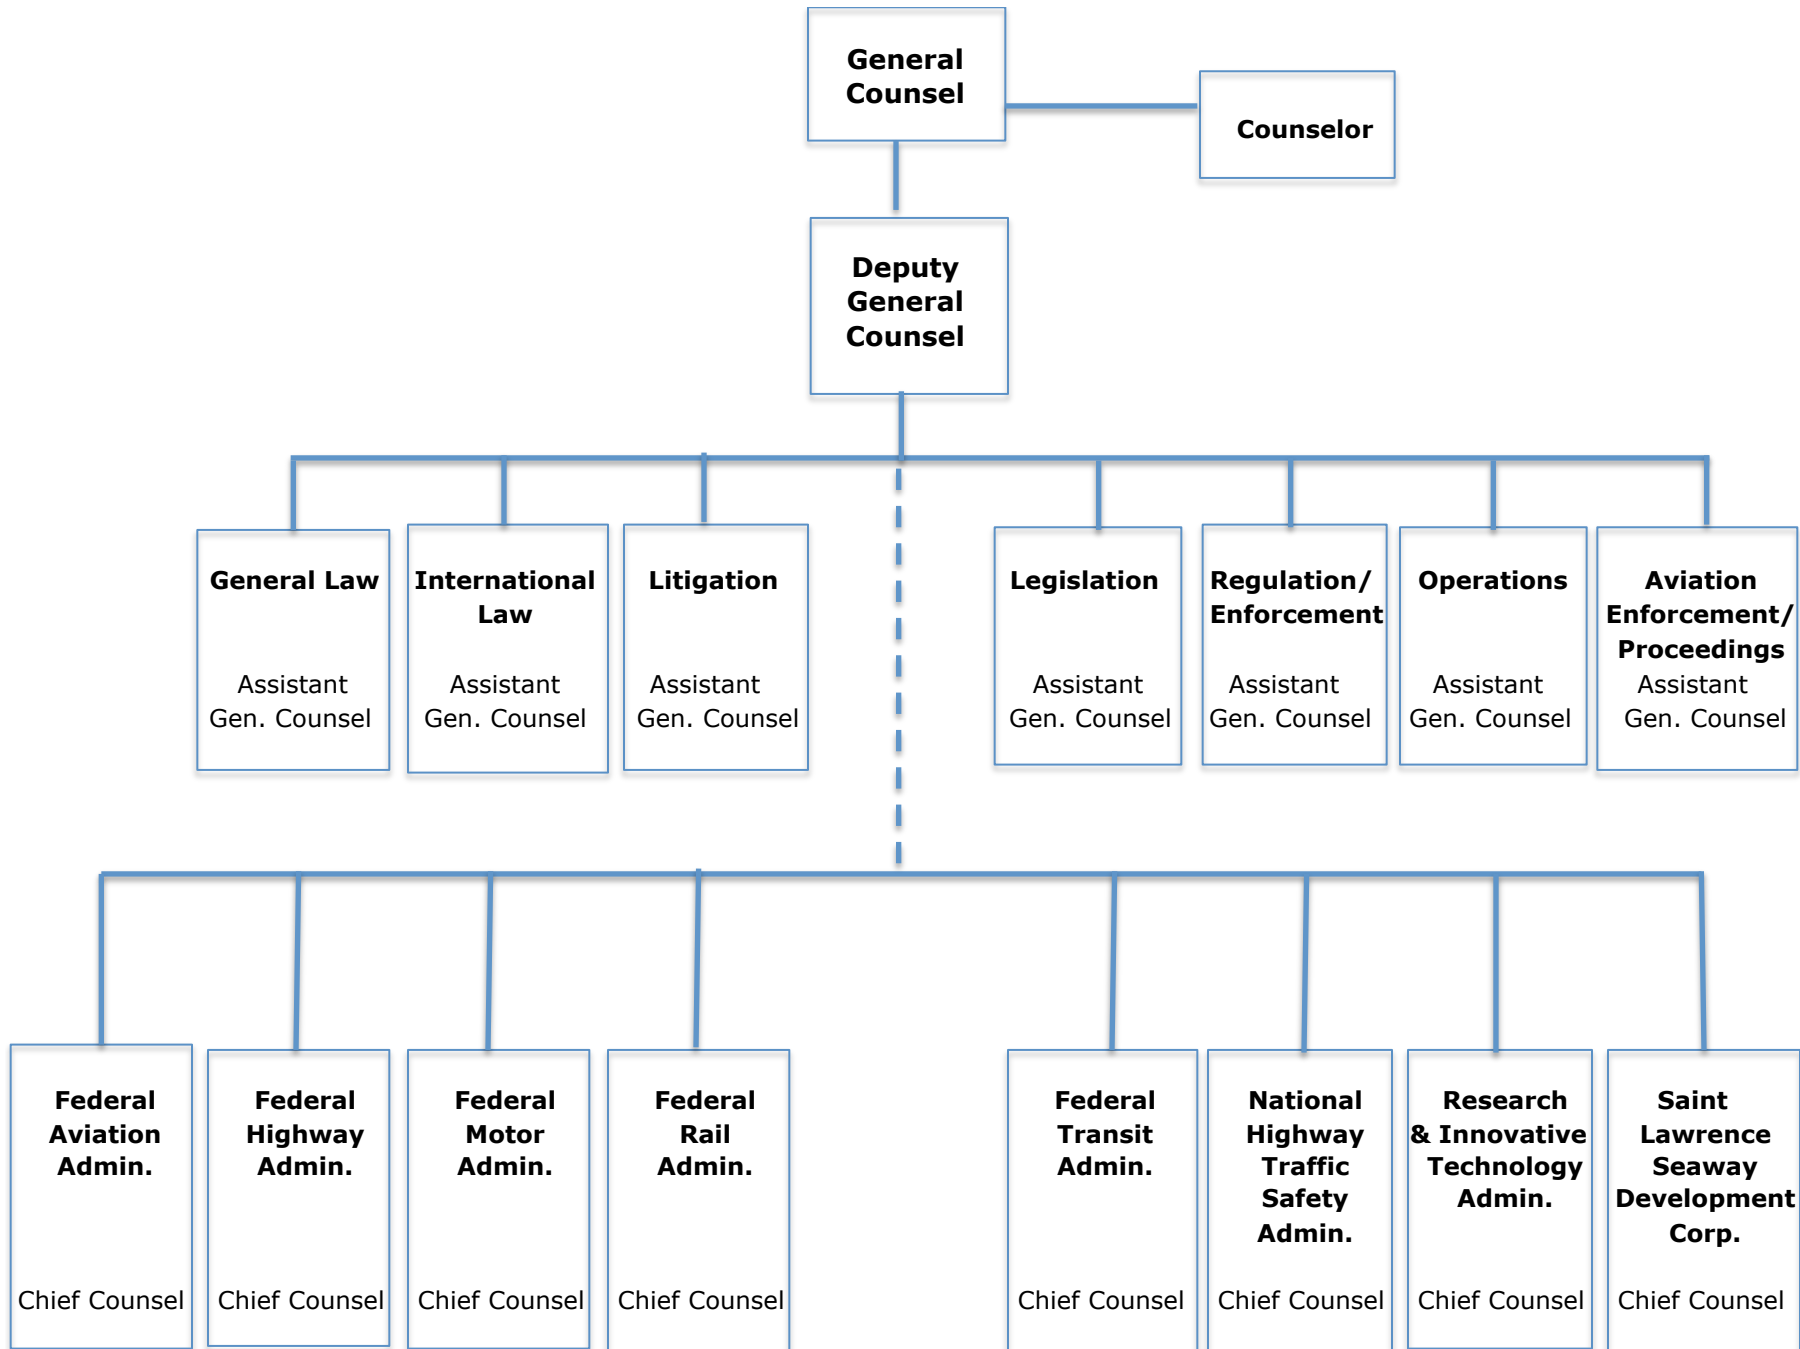 General
Counsel
Counselor
Deputy
General
Counsel
General Law
Assistant
Gen. Counsel
International
Law
Assistant
Gen. Counsel
Litigation
Assistant
Gen. Counsel
Legislation
Assistant
Gen. Counsel
Regulation/
Enforcement
Assistant
Gen. Counsel
Operations
Assistant
Gen. Counsel
Aviation
Enforcement/
Proceedings
Assistant
Gen. Counsel
Federal
Aviation
Admin.
Chief Counsel
Federal
Highway
Admin.
Chief Counsel
Federal
Motor
Admin.
Chief Counsel
Federal
Rail
Admin.
Chief Counsel
Federal
Transit
Admin.
Chief Counsel
National
Highway
Traffic
Safety
Admin.
Chief Counsel
Research
& Innovative
Technology
Admin.
Chief Counsel
Saint
Lawrence
Seaway
Development
Corp.
Chief Counsel